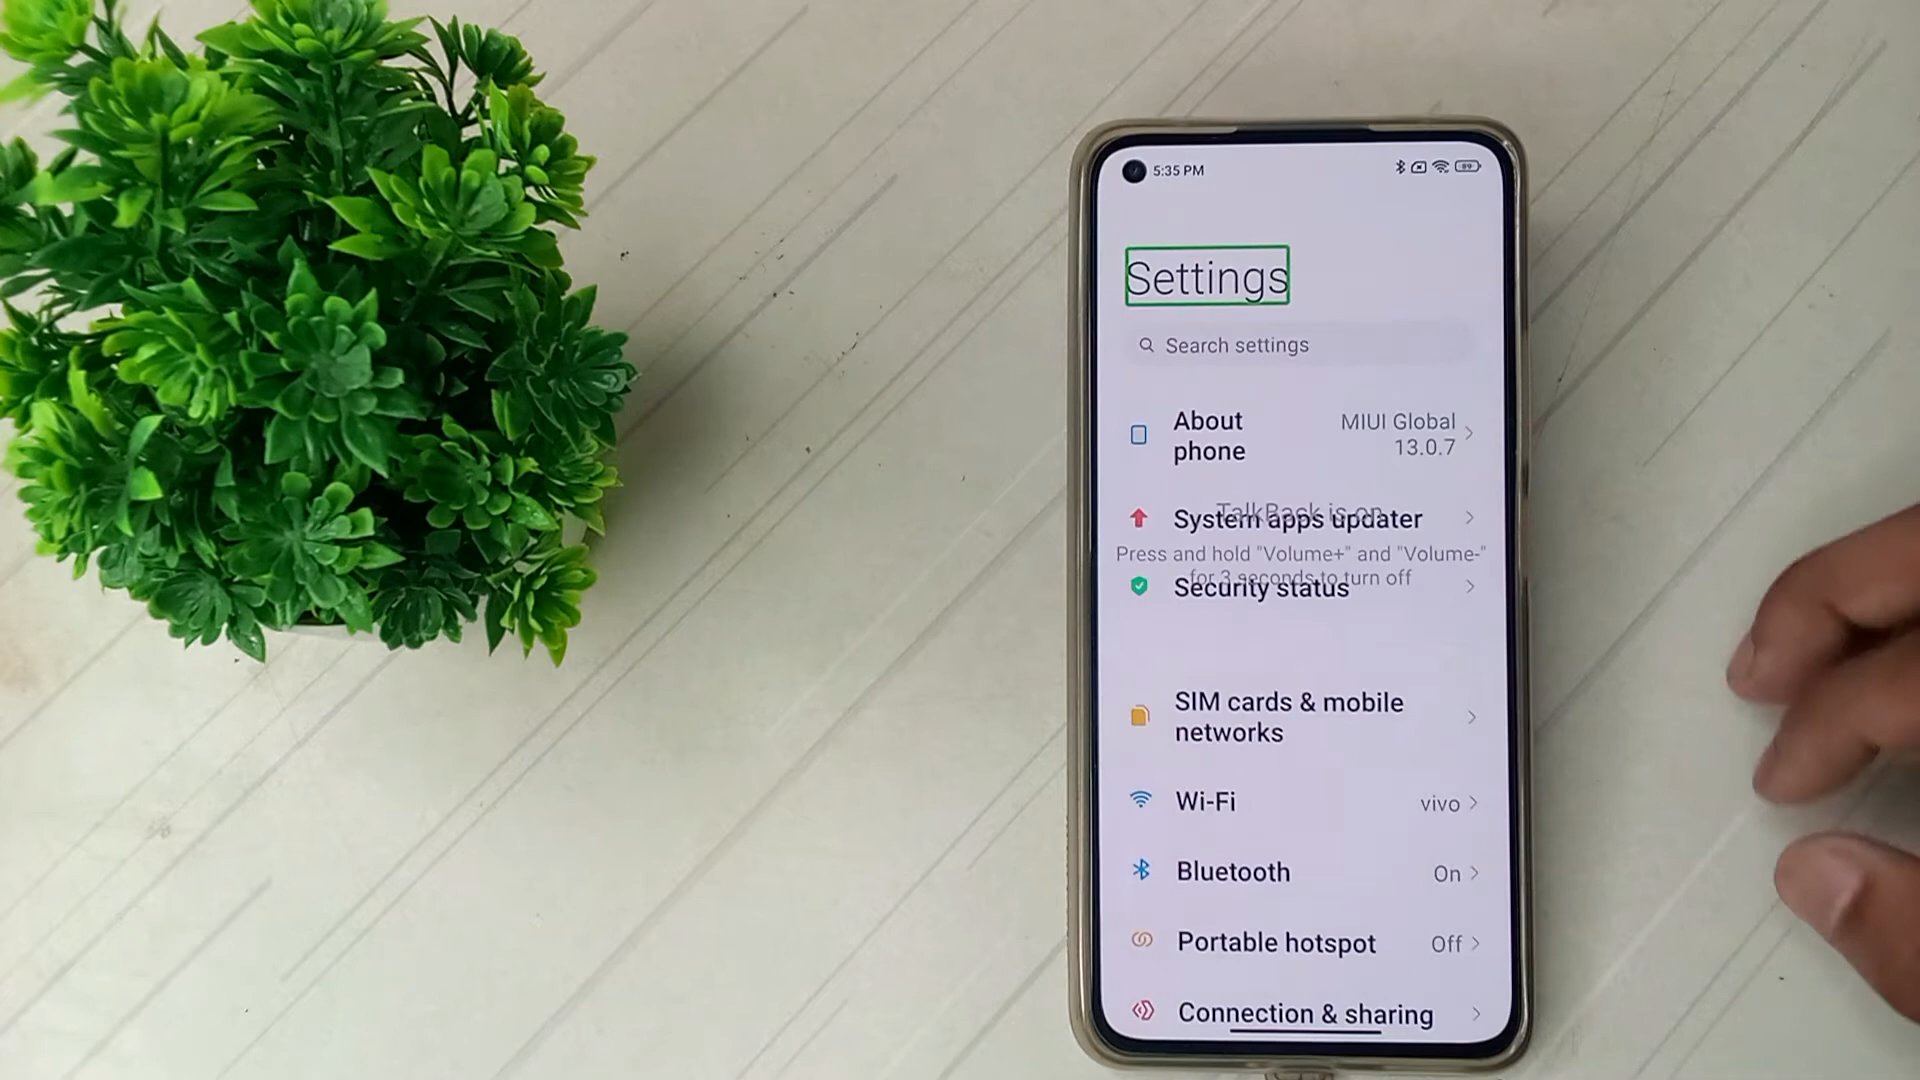 5:35 PM
89
Settings
Search settings
About phone
MIUI Global 13.0.7
TalkBack is on
System apps updater
Press and hold "Volume+" and "Volume-"
for 3 seconds to turn off
Security status
SIM cards & mobile
networks
Wi-Fi
vivo
Bluetooth
On
Portable hotspot
Off
Connection & sharing